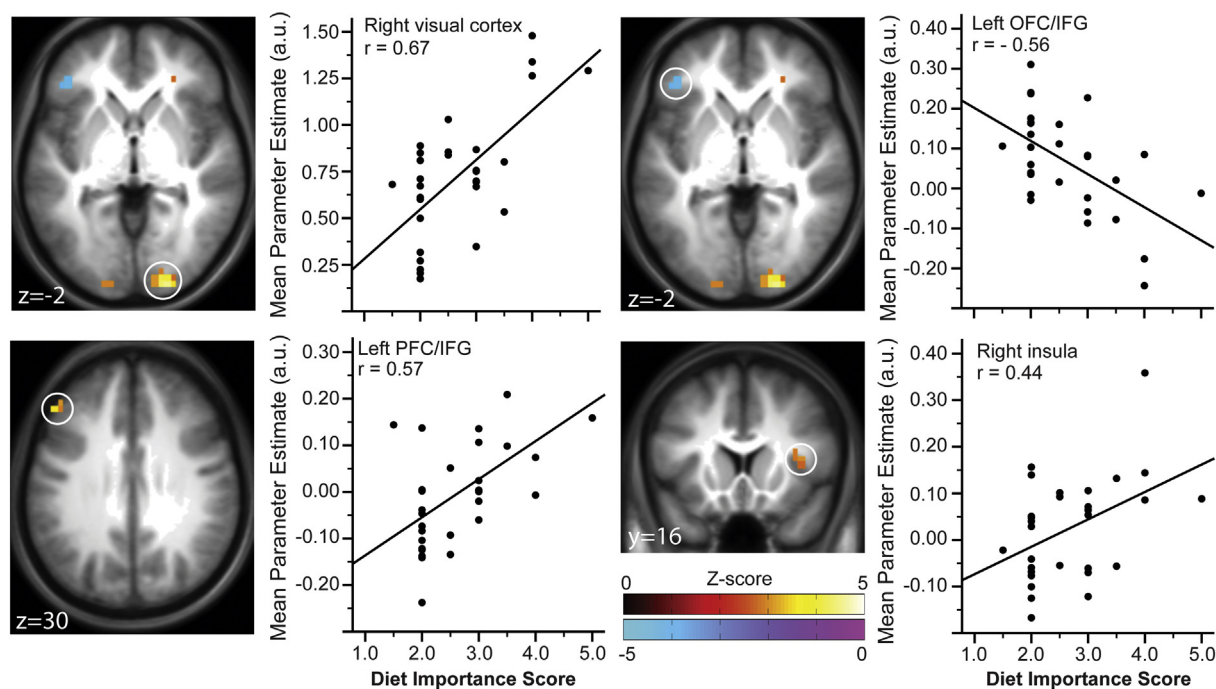 Right visual cortex
r = 0.67
Mean Parameter Estimate (a.u.)
1.50
1.25
1.00
0.75
0.50
0.25
z=-2
Left OFC/IFG
r = - 0.56
Mean Parameter Estimate (a.u.)
0.40
0.30
0.20
0.10
0.00
-0.10
-0.20
z=-2
Left PFC/IFG
r = 0.57
Mean Parameter Estimate (a.u.)
0.30
0.20
0.10
0.00
-0.10
-0.20
z=30
1.0 2.0 3.0 4.0 5.0
Diet Importance Score
y=16
0 Z-score 5
-5 0
Right insula
r = 0.44
Mean Parameter Estimate (a.u.)
0.40
0.30
0.20
0.10
0.00
-0.10
1.0 2.0 3.0 4.0 5.0
Diet Importance Score